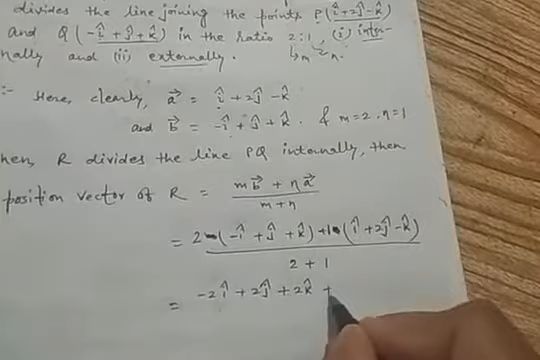 divides the line joining the points P(î+2ĵ-k̂)
and Q(-î+ĵ+k̂) in the ratio 2:1, (i) inter-
nally and (ii) externally. ↳m ↳n.
:- Here, clearly, a⃗ = î+2ĵ-k̂
and b⃗ = -î+ĵ+k̂. & m=2, n=1
hen, R divides the line PQ internally, then
position vector of R = (mb⃗ + na⃗)/(m+n)
= (2(-î+ĵ+k̂)+1(î+2ĵ-k̂))/(2+1)
= -2î+2ĵ+2k̂ +